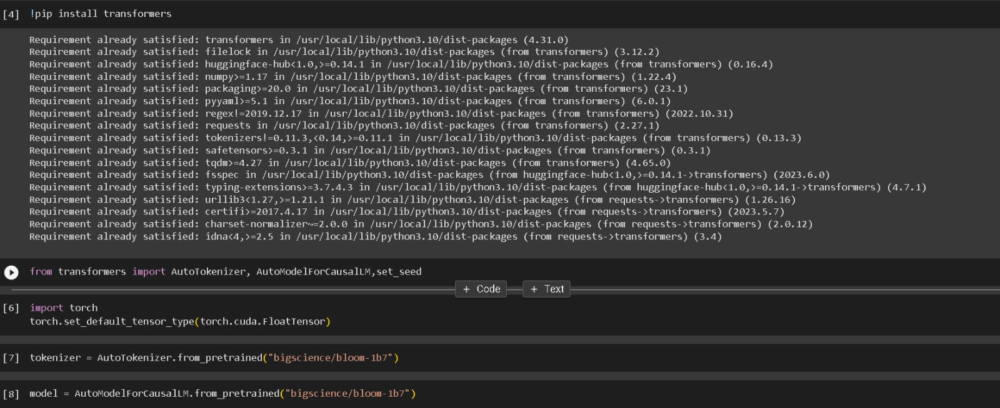 [4] !pip install transformers
Requirement already satisfied: transformers in /usr/local/lib/python3.10/dist-packages (4.31.0)
Requirement already satisfied: filelock in /usr/local/lib/python3.10/dist-packages (from transformers) (3.12.2)
Requirement already satisfied: huggingface-hub<1.0,>=0.14.1 in /usr/local/lib/python3.10/dist-packages (from transformers) (0.16.4)
Requirement already satisfied: numpy>=1.17 in /usr/local/lib/python3.10/dist-packages (from transformers) (1.22.4)
Requirement already satisfied: packaging>=20.0 in /usr/local/lib/python3.10/dist-packages (from transformers) (23.1)
Requirement already satisfied: pyyaml>=5.1 in /usr/local/lib/python3.10/dist-packages (from transformers) (6.0.1)
Requirement already satisfied: regex!=2019.12.17 in /usr/local/lib/python3.10/dist-packages (from transformers) (2022.10.31)
Requirement already satisfied: requests in /usr/local/lib/python3.10/dist-packages (from transformers) (2.27.1)
Requirement already satisfied: tokenizers!=0.11.3,<0.14,>=0.11.1 in /usr/local/lib/python3.10/dist-packages (from transformers) (0.13.3)
Requirement already satisfied: safetensors>=0.3.1 in /usr/local/lib/python3.10/dist-packages (from transformers) (0.3.1)
Requirement already satisfied: tqdm>=4.27 in /usr/local/lib/python3.10/dist-packages (from transformers) (4.65.0)
Requirement already satisfied: fsspec in /usr/local/lib/python3.10/dist-packages (from huggingface-hub<1.0,>=0.14.1->transformers) (2023.6.0)
Requirement already satisfied: typing-extensions>=3.7.4.3 in /usr/local/lib/python3.10/dist-packages (from huggingface-hub<1.0,>=0.14.1->transformers) (4.7.1)
Requirement already satisfied: urllib3<1.27,>=1.21.1 in /usr/local/lib/python3.10/dist-packages (from requests->transformers) (1.26.16)
Requirement already satisfied: certifi>=2017.4.17 in /usr/local/lib/python3.10/dist-packages (from requests->transformers) (2023.5.7)
Requirement already satisfied: charset-normalizer~=2.0.0 in /usr/local/lib/python3.10/dist-packages (from requests->transformers) (2.0.12)
Requirement already satisfied: idna<4,>=2.5 in /usr/local/lib/python3.10/dist-packages (from requests->transformers) (3.4)
from transformers import AutoTokenizer, AutoModelForCausalLM,set_seed
+ Code + Text
[6] import torch
torch.set_default_tensor_type(torch.cuda.FloatTensor)
[7] tokenizer = AutoTokenizer.from_pretrained("bigscience/bloom-1b7")
[8] model = AutoModelForCausalLM.from_pretrained("bigscience/bloom-1b7")